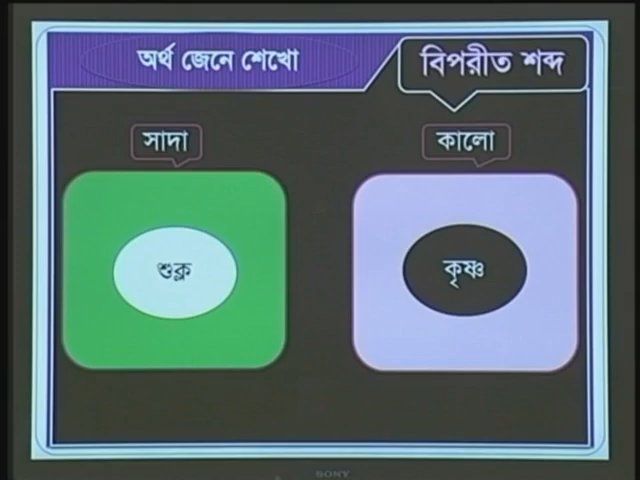 অর্থ জেনে শেখো
বিপরীত শব্দ
সাদা
কালো
শুক্ল
কৃষ্ণ
SONY